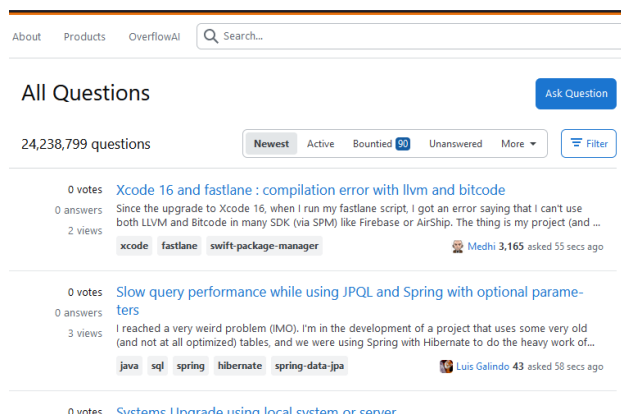 About Products OverflowAI Search...
All Questions
Ask Question
24,238,799 questions
Newest Active Bountied 90 Unanswered More Filter
0 votes
0 answers
2 views
Xcode 16 and fastlane : compilation error with llvm and bitcode
Since the upgrade to Xcode 16, when I run my fastlane script, I got an error saying that I can't use
both LLVM and Bitcode in many SDK (via SPM) like Firebase or AirShip. The thing is my project (and ...
xcode fastlane swift-package-manager
Medhi 3,165 asked 55 secs ago
0 votes
0 answers
3 views
Slow query performance while using JPQL and Spring with optional parame-
ters
I reached a very weird problem (IMO). I'm in the development of a project that uses some very old
(and not at all optimized) tables, and we were using Spring with Hibernate to do the heavy work of...
java sql spring hibernate spring-data-jpa
Luis Galindo 43 asked 58 secs ago
0 votes
Systems Upgrade using local system or server